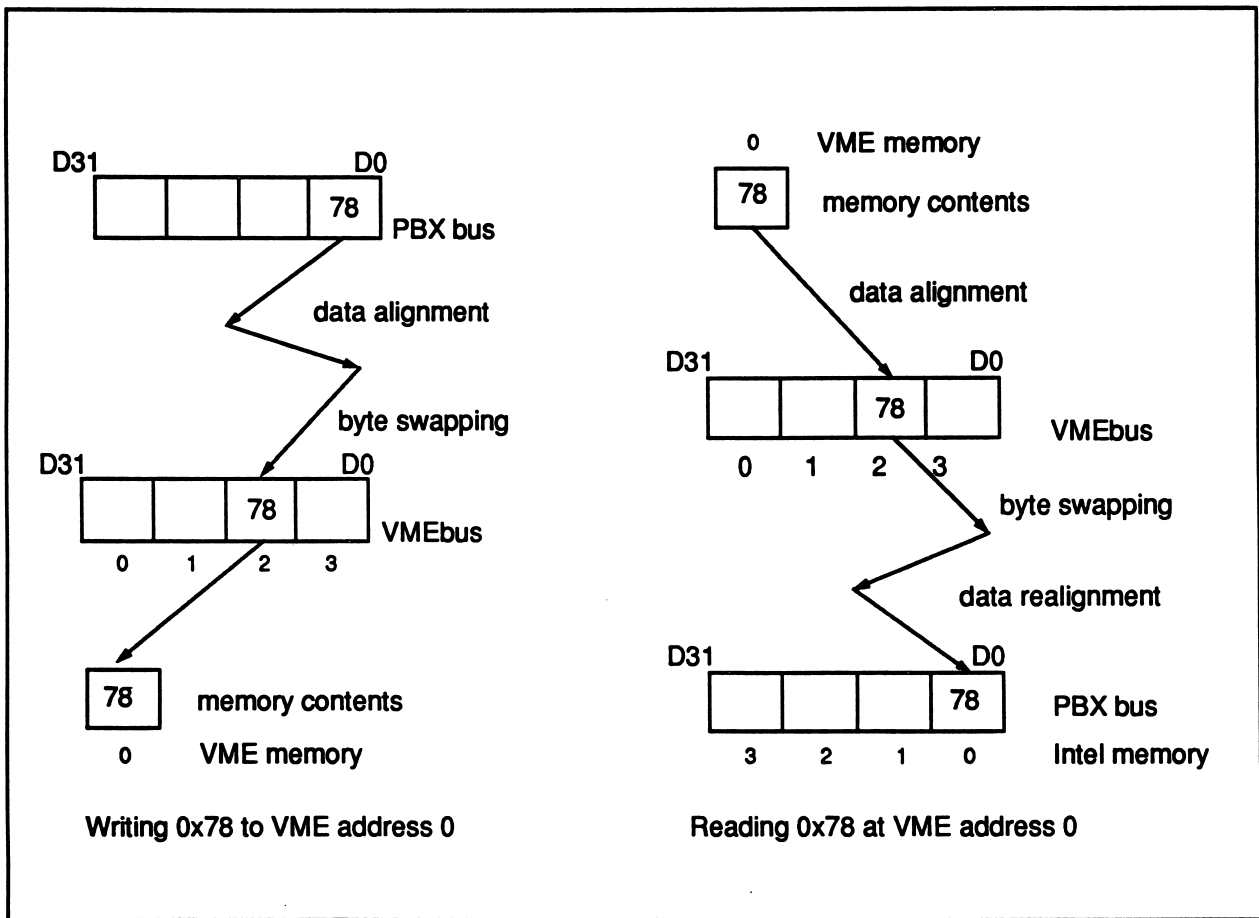 D31 D0
78
PBX bus
data alignment
byte swapping
D31 D0
78
VMEbus
0 1 2 3
78 memory contents
0 VME memory
Writing 0x78 to VME address 0
0 VME memory
78 memory contents
data alignment
D31 D0
78
VMEbus
0 1 2 3
byte swapping
data realignment
D31 D0
78 PBX bus
3 2 1 0 Intel memory
Reading 0x78 at VME address 0